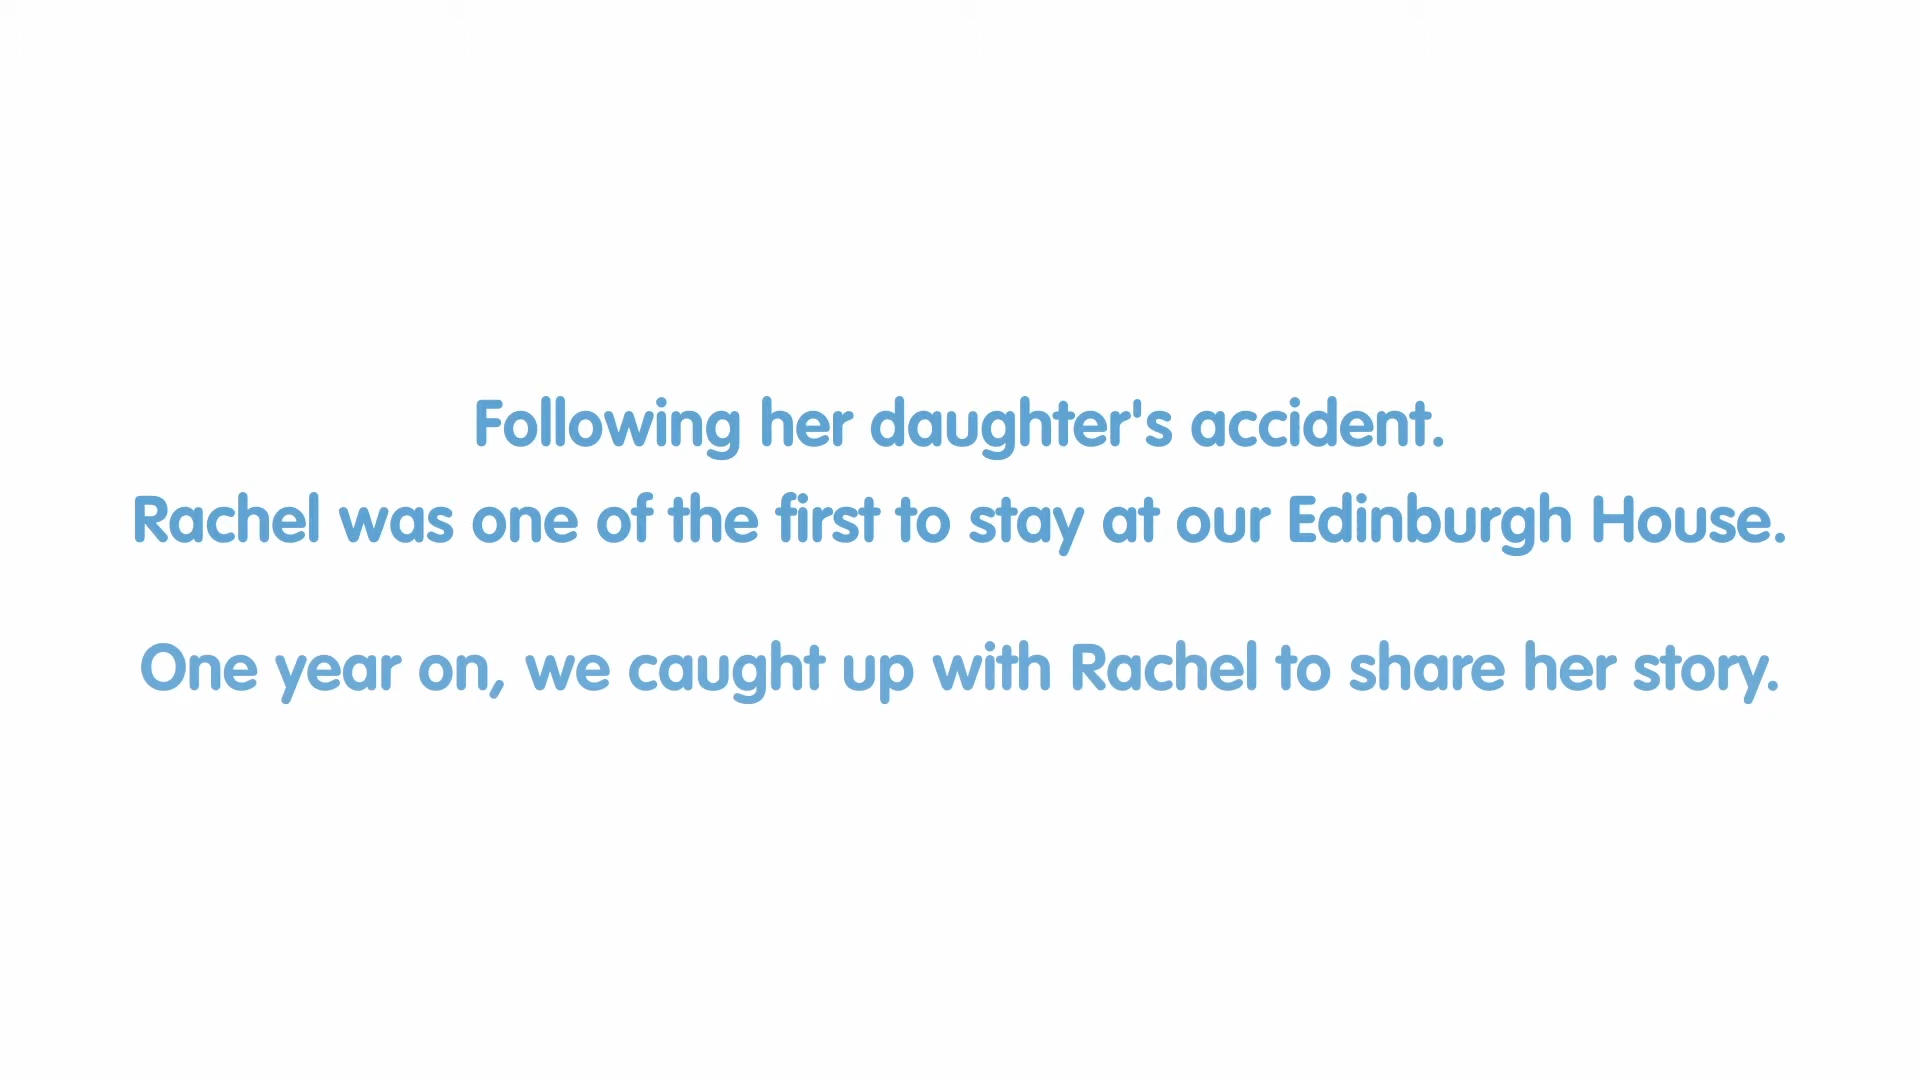 Following her daughter's accident.
Rachel was one of the first to stay at our Edinburgh House.
One year on, we caught up with Rachel to share her story.